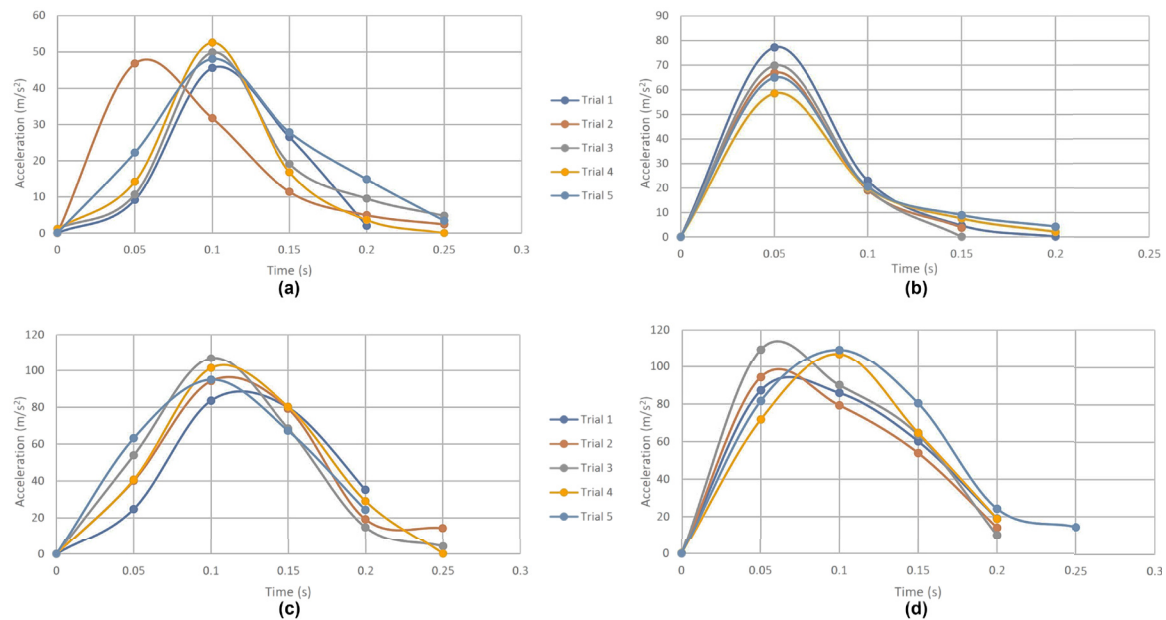 60
50
40
30
20
10
0
Acceleration (m/s²)
0 0.05 0.1 0.15 0.2 0.25 0.3
Time (s)
(a)
Trial 1
Trial 2
Trial 3
Trial 4
Trial 5
90
80
70
60
50
40
30
20
10
0
Acceleration (m/s²)
0 0.05 0.1 0.15 0.2 0.25
Time (s)
(b)
120
100
80
60
40
20
0
Acceleration (m/s²)
0 0.05 0.1 0.15 0.2 0.25 0.3
Time (s)
(c)
Trial 1
Trial 2
Trial 3
Trial 4
Trial 5
120
100
80
60
40
20
0
Acceleration (m/s²)
0 0.05 0.1 0.15 0.2 0.25 0.3
Time (s)
(d)